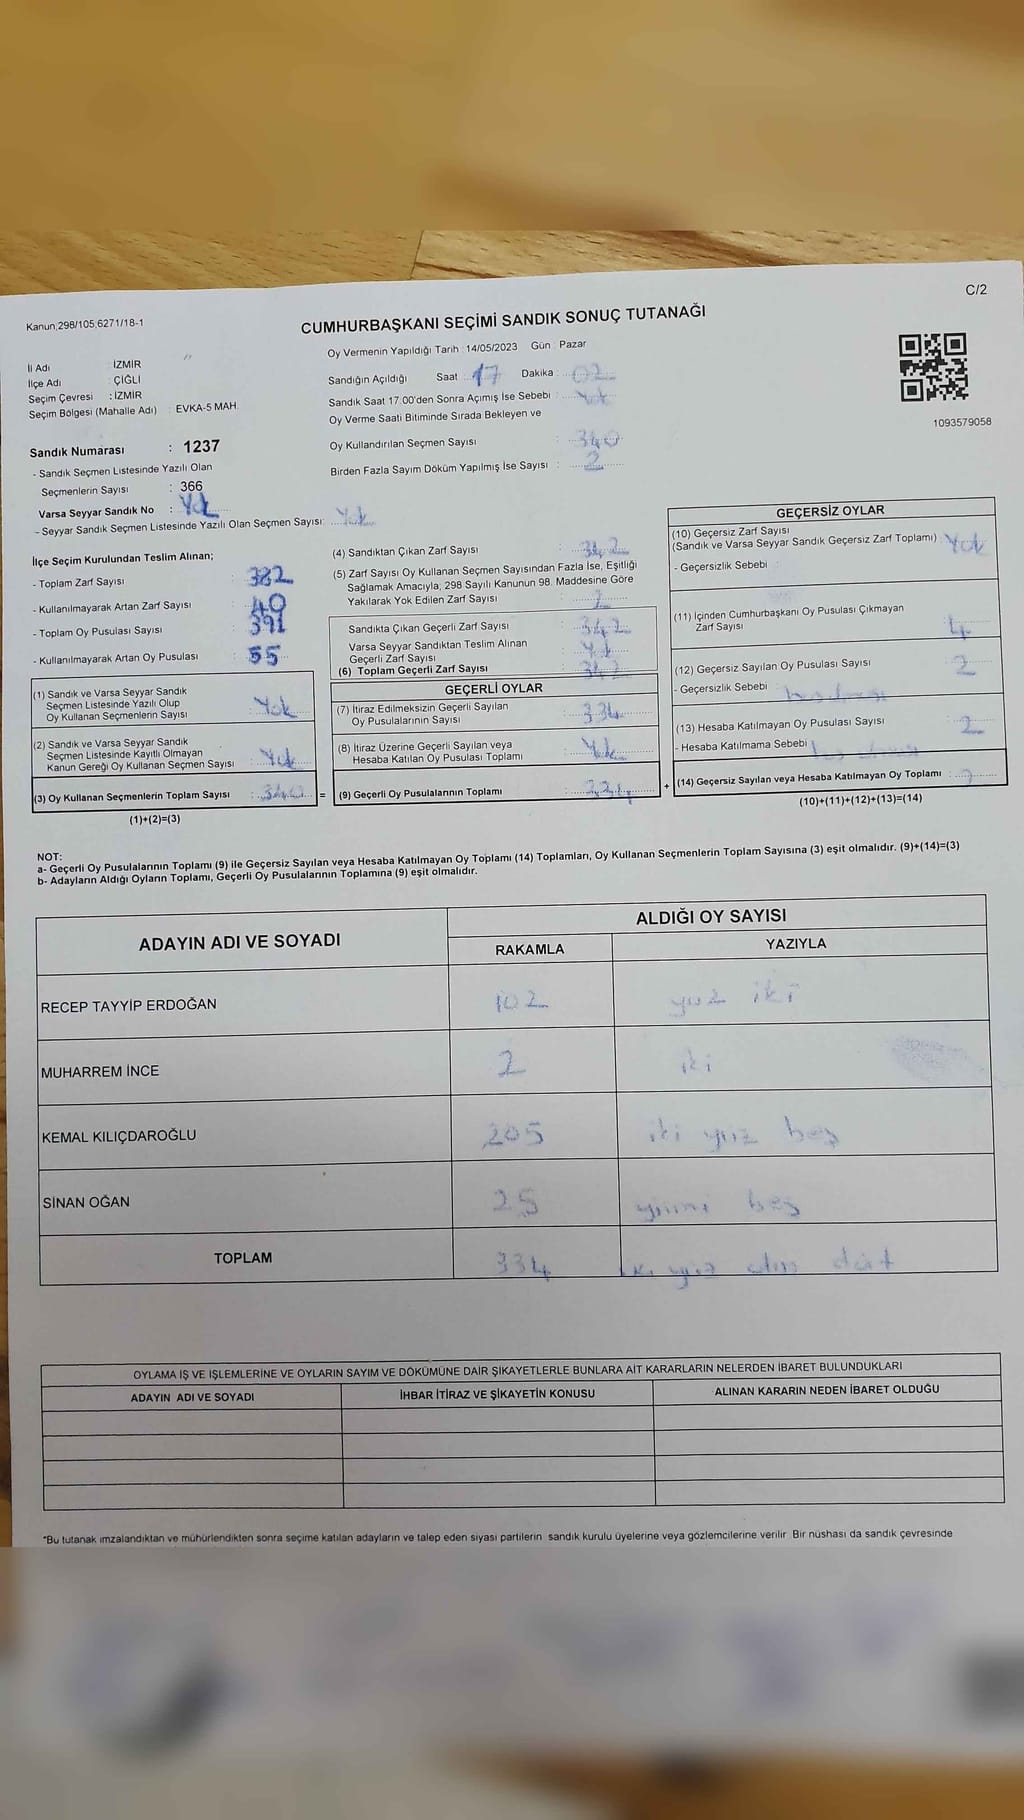 C/2
Kanun;298/105;6271/18-1
CUMHURBAŞKANI SEÇİMİ SANDIK SONUÇ TUTANAĞI
İl Adı : İZMİR
İlçe Adı : ÇİĞLİ
Seçim Çevresi : İZMİR
Seçim Bölgesi (Mahalle Adı) : EVKA-5 MAH.
Oy Vermenin Yapıldığı Tarih : 14/05/2023 Gün : Pazar
Sandığın Açıldığı Saat : 17 Dakika : 02
Sandık Saat 17.00'den Sonra Açımış İse Sebebi : Yok
Oy Verme Saati Bitiminde Sırada Bekleyen ve
Oy Kullandırılan Seçmen Sayısı : 340
Birden Fazla Sayım Döküm Yapılmış İse Sayısı : 2
1093579058
Sandık Numarası : 1237
- Sandık Seçmen Listesinde Yazılı Olan
Seçmenlerin Sayısı : 366
Varsa Seyyar Sandık No : Yok
- Seyyar Sandık Seçmen Listesinde Yazılı Olan Seçmen Sayısı: Yok
İlçe Seçim Kurulundan Teslim Alınan;
- Toplam Zarf Sayısı : 382
- Kullanılmayarak Artan Zarf Sayısı : 40
- Toplam Oy Pusulası Sayısı : 391
- Kullanılmayarak Artan Oy Pusulası : 55
(1) Sandık ve Varsa Seyyar Sandık
Seçmen Listesinde Yazılı Olup
Oy Kullanan Seçmenlerin Sayısı : Yok
(2) Sandık ve Varsa Seyyar Sandık
Seçmen Listesinde Kayıtlı Olmayan
Kanun Gereği Oy Kullanan Seçmen Sayısı : Yok
(3) Oy Kullanan Seçmenlerin Toplam Sayısı : 340
(1)+(2)=(3)
(4) Sandıktan Çıkan Zarf Sayısı : 342
(5) Zarf Sayısı Oy Kullanan Seçmen Sayısından Fazla İse, Eşitliği
Sağlamak Amacıyla, 298 Sayılı Kanunun 98. Maddesine Göre
Yakılarak Yok Edilen Zarf Sayısı : 2
Sandıkta Çıkan Geçerli Zarf Sayısı : 342
Varsa Seyyar Sandıktan Teslim Alınan
Geçerli Zarf Sayısı : Yok
(6) Toplam Geçerli Zarf Sayısı : 342
GEÇERLİ OYLAR
(7) İtiraz Edilmeksizin Geçerli Sayılan
Oy Pusulalarının Sayısı : 334
(8) İtiraz Üzerine Geçerli Sayılan veya
Hesaba Katılan Oy Pusulası Toplamı : Yok
= (9) Geçerli Oy Pusulalarının Toplamı : 334
GEÇERSİZ OYLAR
(10) Geçersiz Zarf Sayısı
(Sandık ve Varsa Seyyar Sandık Geçersiz Zarf Toplamı) : Yok
- Geçersizlik Sebebi :
(11) İçinden Cumhurbaşkanı Oy Pusulası Çıkmayan
Zarf Sayısı : 4
(12) Geçersiz Sayılan Oy Pusulası Sayısı : 2
- Geçersizlik Sebebi :
(13) Hesaba Katılmayan Oy Pusulası Sayısı : 2
- Hesaba Katılmama Sebebi :
+ (14) Geçersiz Sayılan veya Hesaba Katılmayan Oy Toplamı :
(10)+(11)+(12)+(13)=(14)
NOT:
a- Geçerli Oy Pusulalarının Toplamı (9) ile Geçersiz Sayılan veya Hesaba Katılmayan Oy Toplamı (14) Toplamları, Oy Kullanan Seçmenlerin Toplam Sayısına (3) eşit olmalıdır. (9)+(14)=(3)
b- Adayların Aldığı Oyların Toplamı, Geçerli Oy Pusulalarının Toplamına (9) eşit olmalıdır.
ADAYIN ADI VE SOYADI ALDIĞI OY SAYISI
RAKAMLA YAZIYLA
RECEP TAYYİP ERDOĞAN 102 yüz iki
MUHARREM İNCE 2 iki
KEMAL KILIÇDAROĞLU 205 iki yüz beş
SİNAN OĞAN 25 yirmi beş
TOPLAM 334 yüz dört
OYLAMA İŞ VE İŞLEMLERİNE VE OYLARIN SAYIM VE DÖKÜMÜNE DAİR ŞİKAYETLERLE BUNLARA AİT KARARLARIN NELERDEN İBARET BULUNDUKLARI
ADAYIN ADI VE SOYADI İHBAR İTİRAZ VE ŞİKAYETİN KONUSU ALINAN KARARIN NEDEN İBARET OLDUĞU
*Bu tutanak imzalandıktan ve mühürlendikten sonra seçime katılan adayların ve talep eden siyasi partilerin sandık kurulu üyelerine veya gözlemcilerine verilir. Bir nüshası da sandık çevresinde